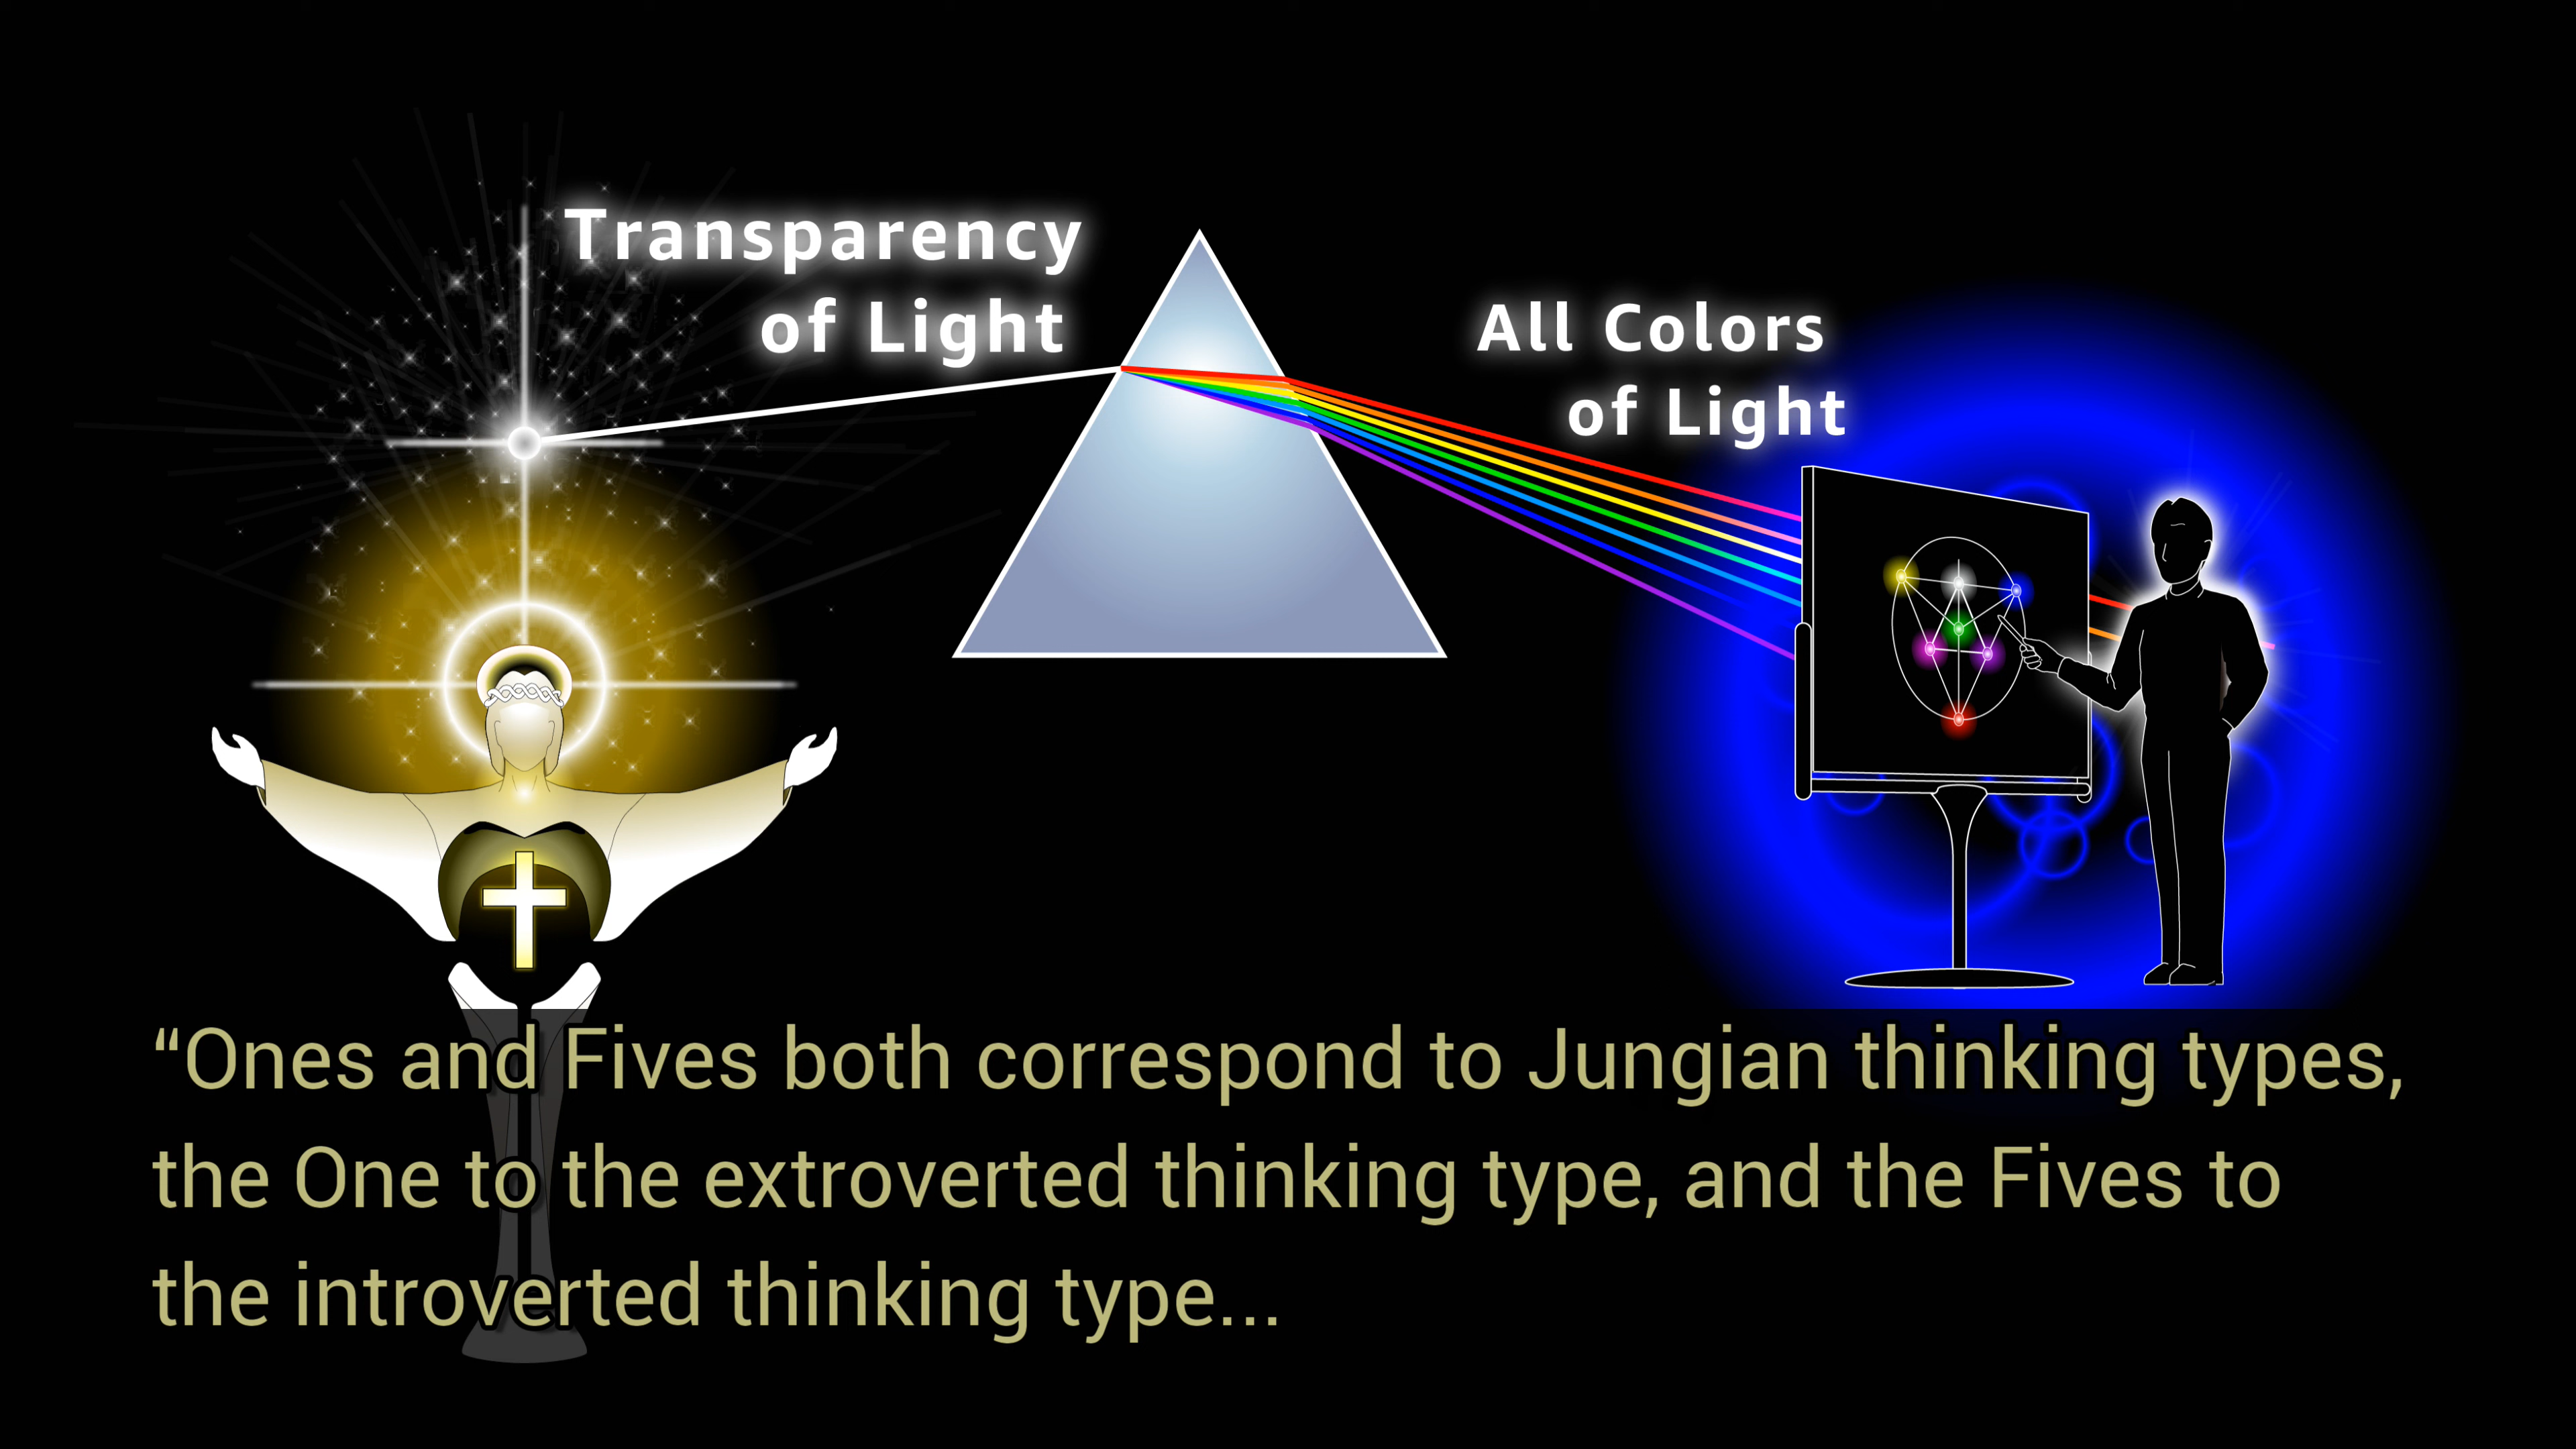 Transparency
of Light
All Colors
of Light
“Ones and Fives both correspond to Jungian thinking types,
the One to the extroverted thinking type, and the Fives to
the introverted thinking type...